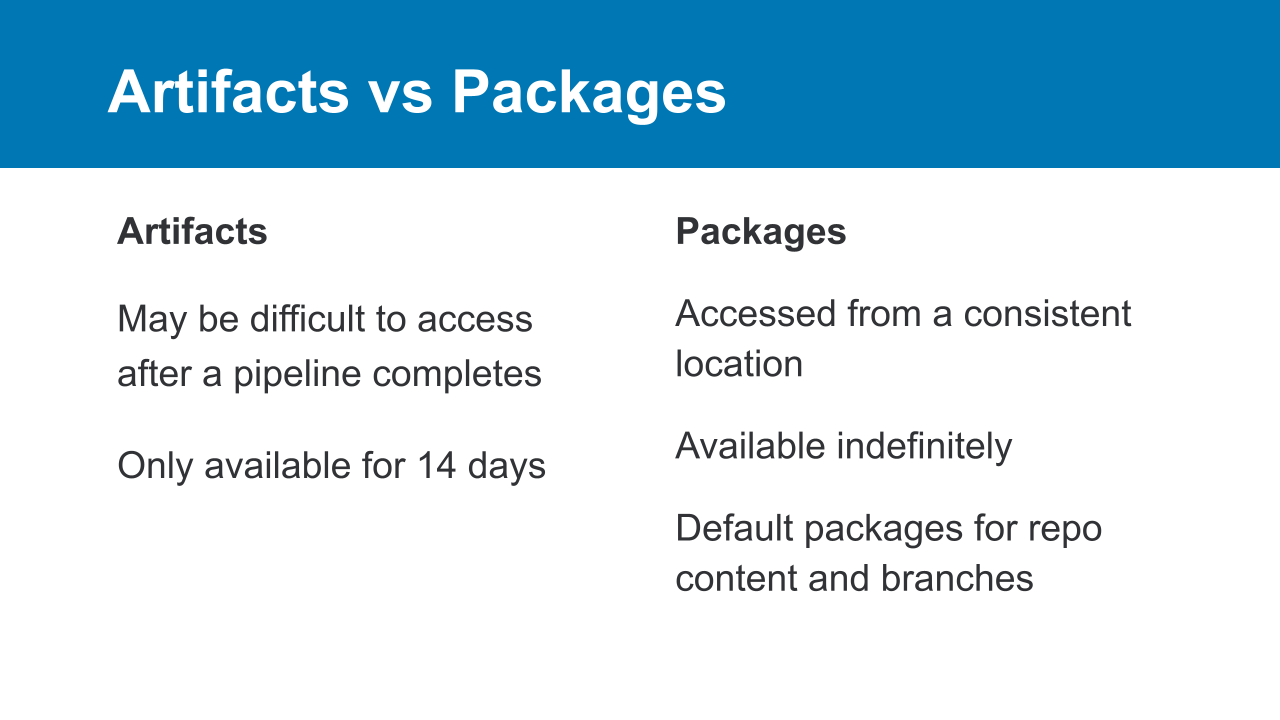 Artifacts vs Packages
Artifacts
May be difficult to access
after a pipeline completes
Only available for 14 days
Packages
Accessed from a consistent
location
Available indefinitely
Default packages for repo
content and branches